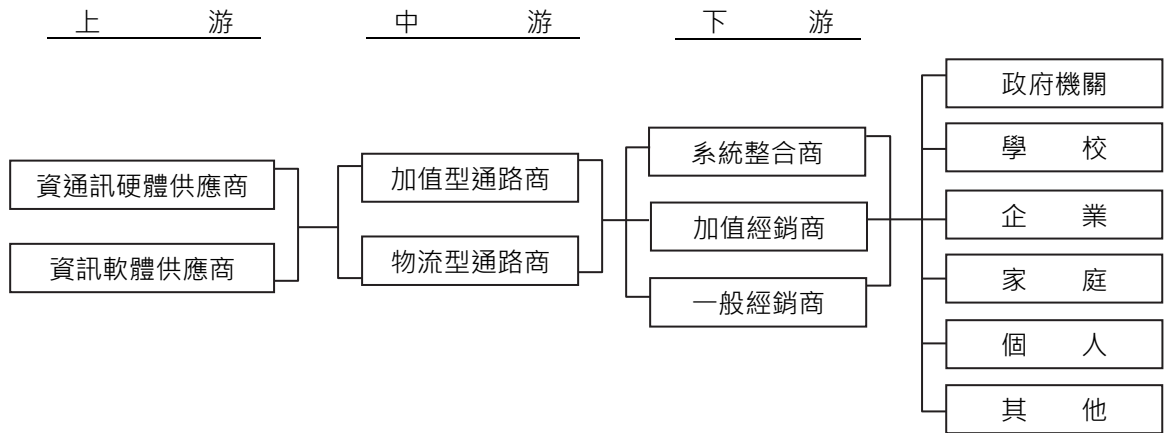 上游
中游
下游
資通訊硬體供應商
資訊軟體供應商
加值型通路商
物流型通路商
系統整合商
加值經銷商
一般經銷商
政府機關
學校
企業
家庭
個人
其他